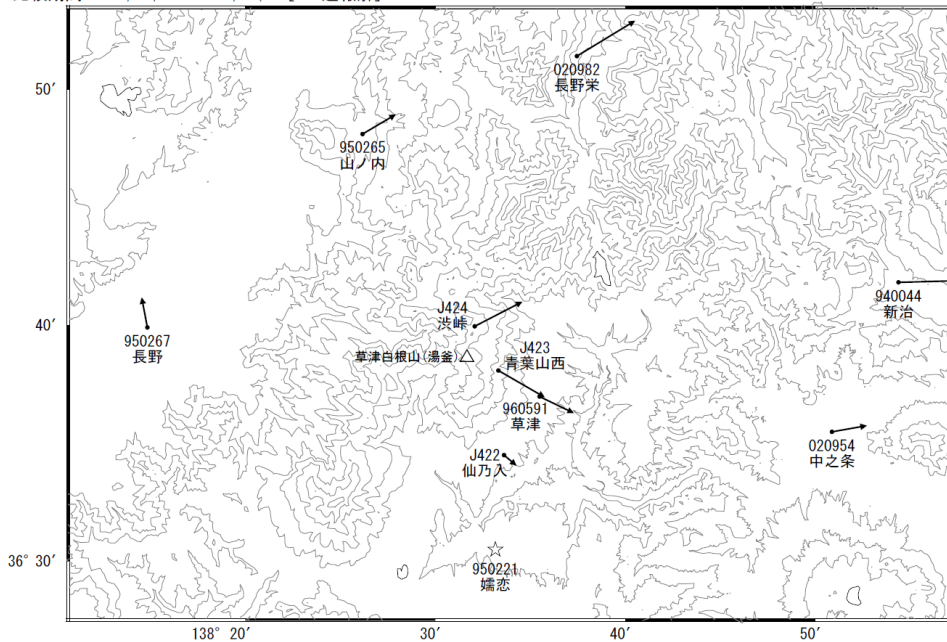 020982
長野栄
50′
950265
山ノ内
940044
新治
J424
渋峠
40′
950267
長野
J423
青葉山西
草津白根山(湯釜)
960591
草津
020954
中之条
J422
仙乃入
36° 30′
950221
嬬恋
138° 20′
30′
40′
50′